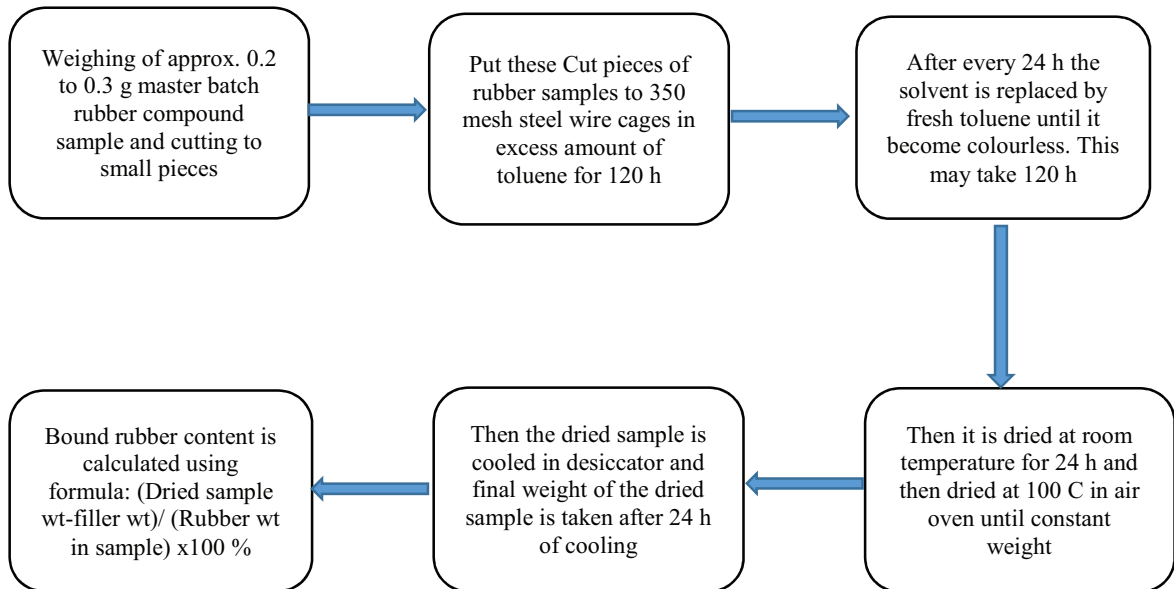 Weighing of approx. 0.2
to 0.3 g master batch
rubber compound
sample and cutting to
small pieces
Put these Cut pieces of
rubber samples to 350
mesh steel wire cages in
excess amount of
toluene for 120 h
After every 24 h the
solvent is replaced by
fresh toluene until it
become colourless. This
may take 120 h
Then it is dried at room
temperature for 24 h and
then dried at 100 C in air
oven until constant
weight
Then the dried sample is
cooled in desiccator and
final weight of the dried
sample is taken after 24 h
of cooling
Bound rubber content is
calculated using
formula: (Dried sample
wt-filler wt)/ (Rubber wt
in sample) x100 %